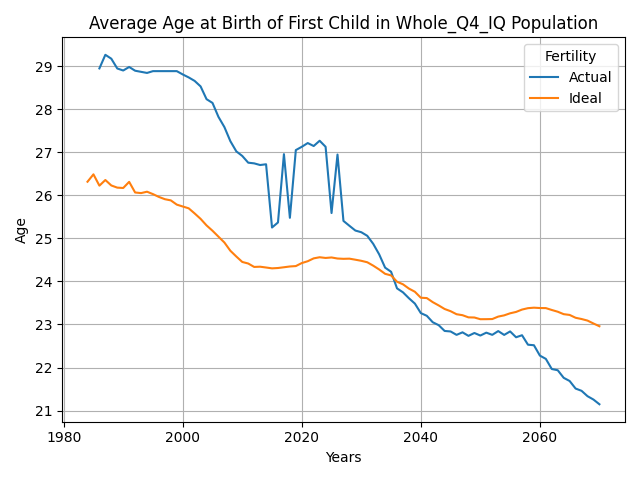 Average Age at Birth of First Child in Whole_Q4_IQ Population
Fertility
Actual
Ideal
Age
29
28
27
26
25
24
23
22
21
1980
2000
2020
2040
2060
Years